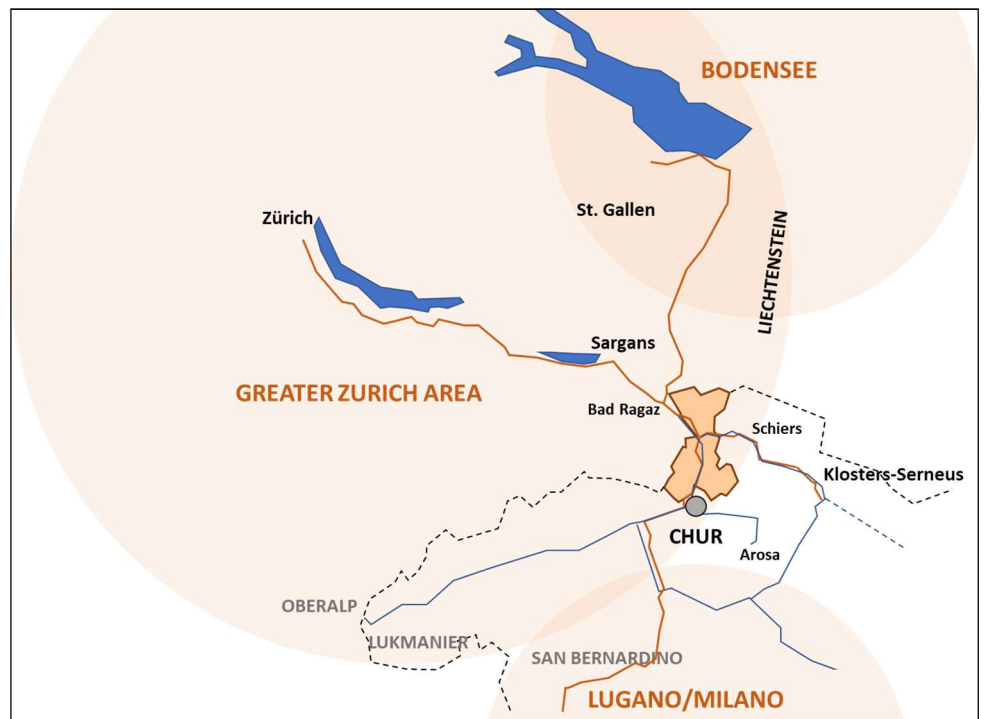 BODENSEE
St. Gallen
Zürich
LIECHTENSTEIN
Sargans
GREATER ZURICH AREA
Bad Ragaz
Schiers
Klosters-Serneus
CHUR
Arosa
OBERALP
LUKMANIER
SAN BERNARDINO
LUGANO/MILANO